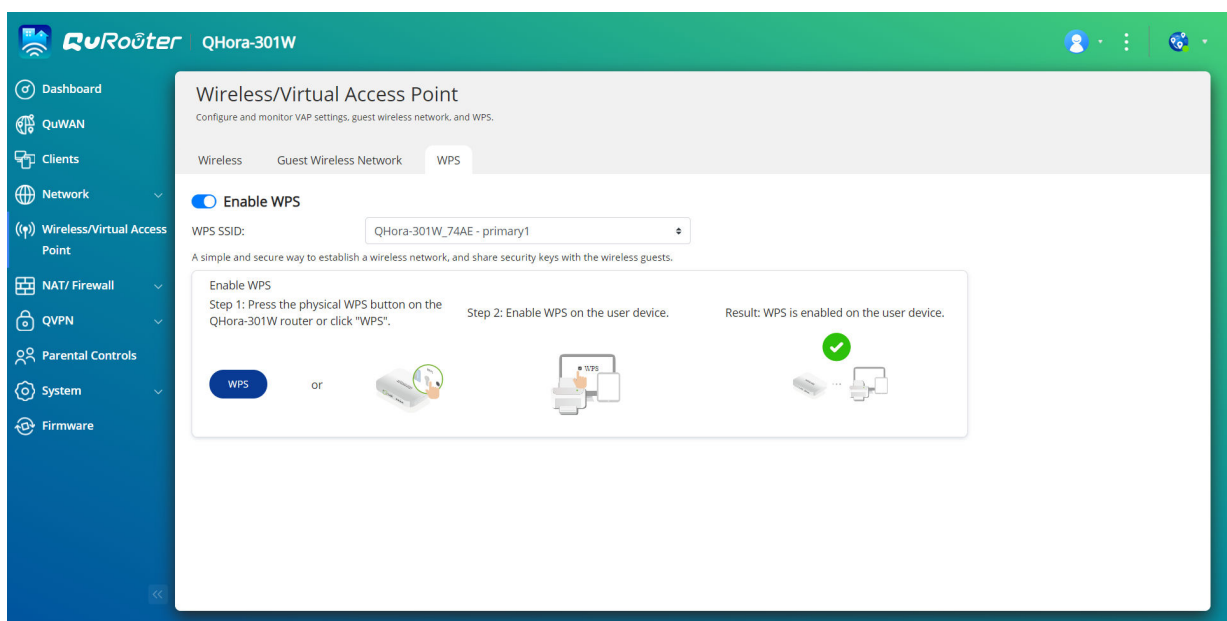 QuRoûter QHora-301W
Dashboard
QuWAN
Clients
Network
Wireless/Virtual Access
Point
NAT/ Firewall
QVPN
Parental Controls
System
Firmware
Wireless/Virtual Access Point
Configure and monitor VAP settings, guest wireless network, and WPS.
Wireless Guest Wireless Network WPS
Enable WPS
WPS SSID: QHora-301W_74AE - primary1
A simple and secure way to establish a wireless network, and share security keys with the wireless guests.
Enable WPS
Step 1: Press the physical WPS button on the
QHora-301W router or click "WPS".
Step 2: Enable WPS on the user device.
Result: WPS is enabled on the user device.
WPS or
WPS